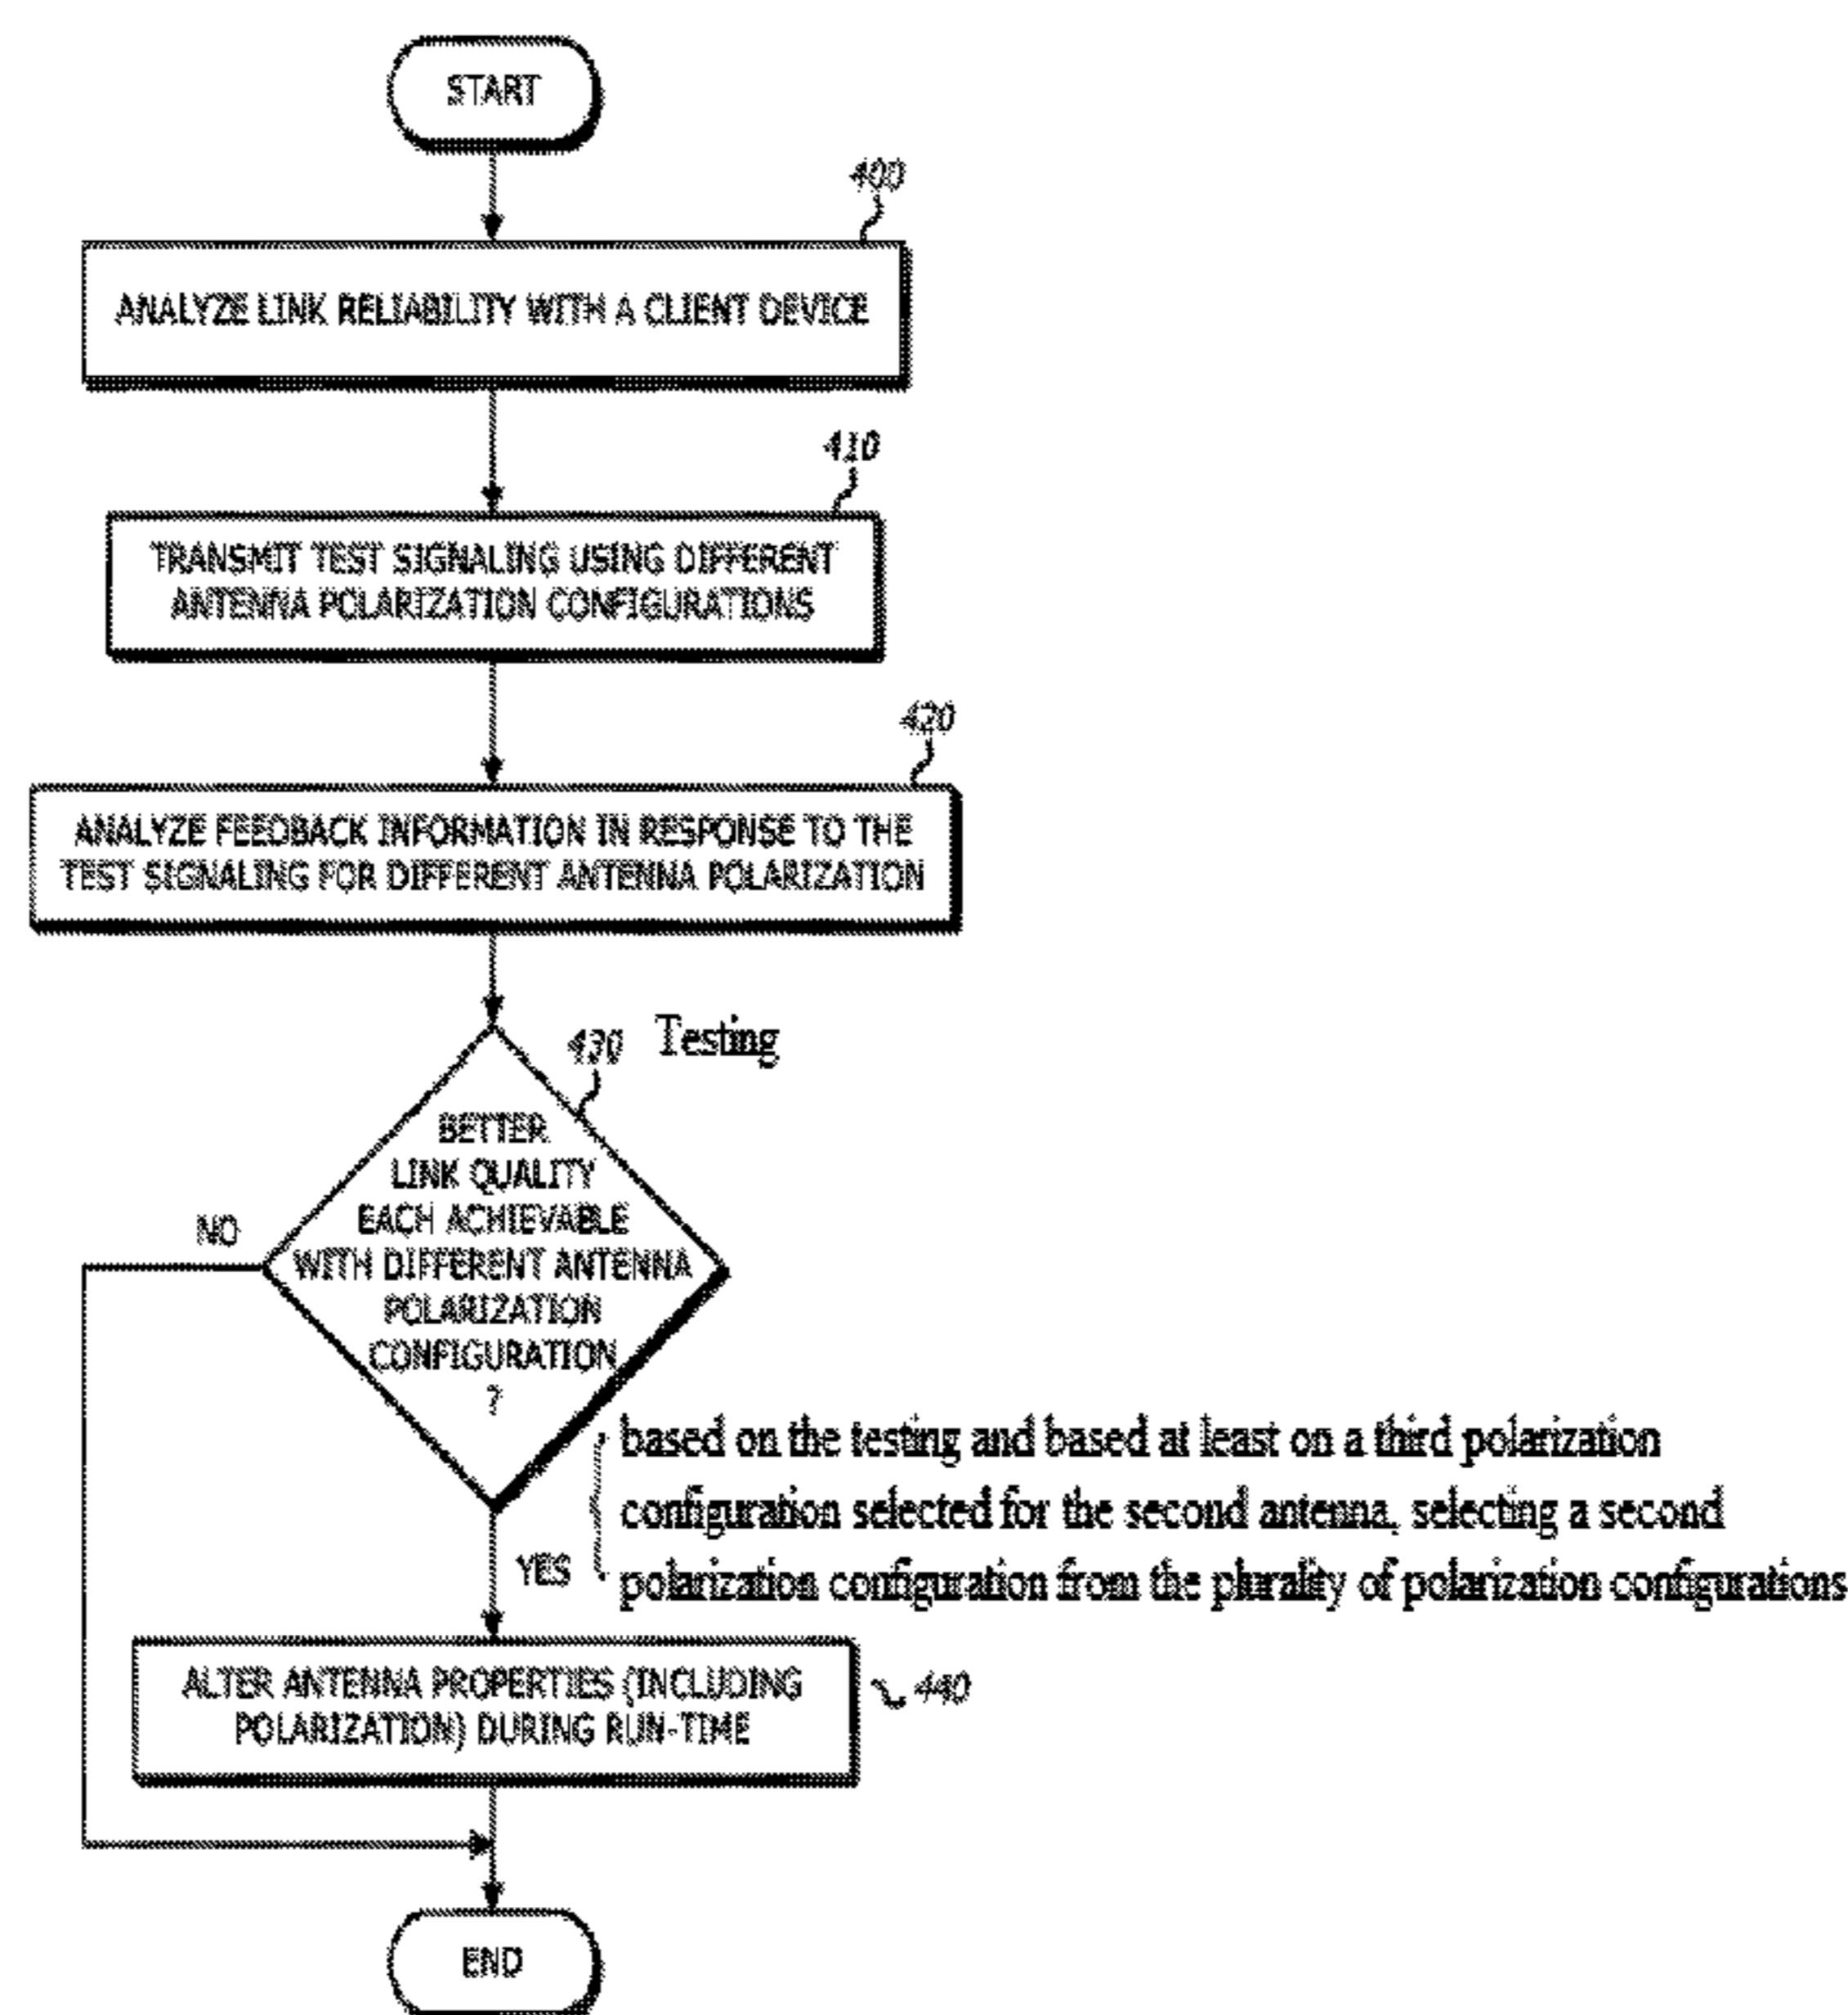 START
400
ANALYZE LINK RELIABILITY WITH A CLIENT DEVICE
410
TRANSMIT TEST SIGNALING USING DIFFERENT
ANTENNA POLARIZATION CONFIGURATIONS
420
ANALYZE FEEDBACK INFORMATION IN RESPONSE TO THE
TEST SIGNALING FOR DIFFERENT ANTENNA POLARIZATION
430
Testing
BETTER
LINK QUALITY
EACH ACHIEVABLE
WITH DIFFERENT ANTENNA
POLARIZATION
CONFIGURATION
?
NO
YES
based on the testing and based at least on a third polarization
configuration selected for the second antenna, selecting a second
polarization configuration from the plurality of polarization configurations
ALTER ANTENNA PROPERTIES (INCLUDING
POLARIZATION) DURING RUN-TIME
440
END